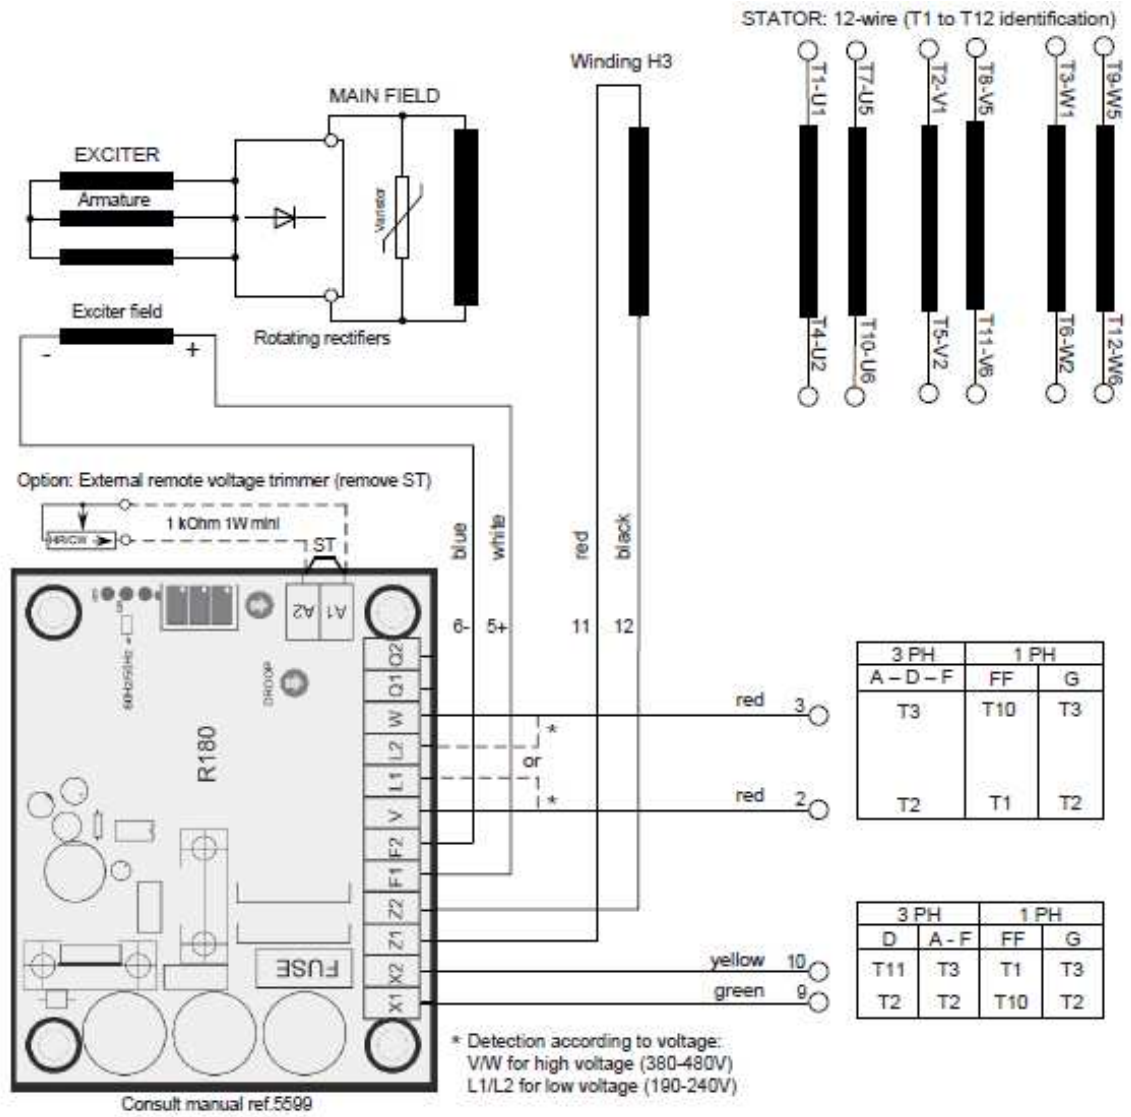 STATOR: 12-wire (T1 to T12 identification)
T1-U1
T7-U5
T2-V1
T8-V5
T3-W1
T9-W5
T4-U2
T10-U6
T5-V2
T11-V6
T6-W2
T12-W6
Winding H3
MAIN FIELD
EXCITER
Armature
Varistor
Exciter field
-
+
Rotating rectifiers
Option: External remote voltage trimmer (remove ST)
1 kOhm 1W mini
ST
blue
white
red
black
6-
5+
11
12
A2
A1
60Hz/50Hz
DROOP
R180
FUSE
Q2
Q1
W
L2
L1
V
F2
F1
Z2
Z1
X2
X1
red 3
*
or
*
red 2
yellow 10
green 9
3 PH 1 PH
A – D – F FF G
T3 T10 T3
T2 T1 T2
3 PH 1 PH
D A - F FF G
T11 T3 T1 T3
T2 T2 T10 T2
* Detection according to voltage:
V/W for high voltage (380-480V)
L1/L2 for low voltage (190-240V)
Consult manual ref.5599